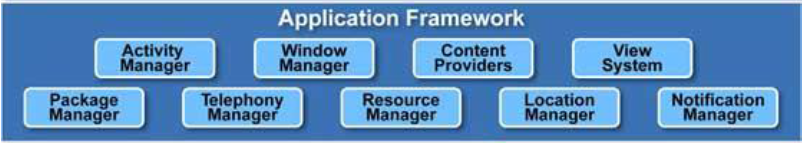 Application Framework
Activity Manager
Window Manager
Content Providers
View System
Package Manager
Telephony Manager
Resource Manager
Location Manager
Notification Manager